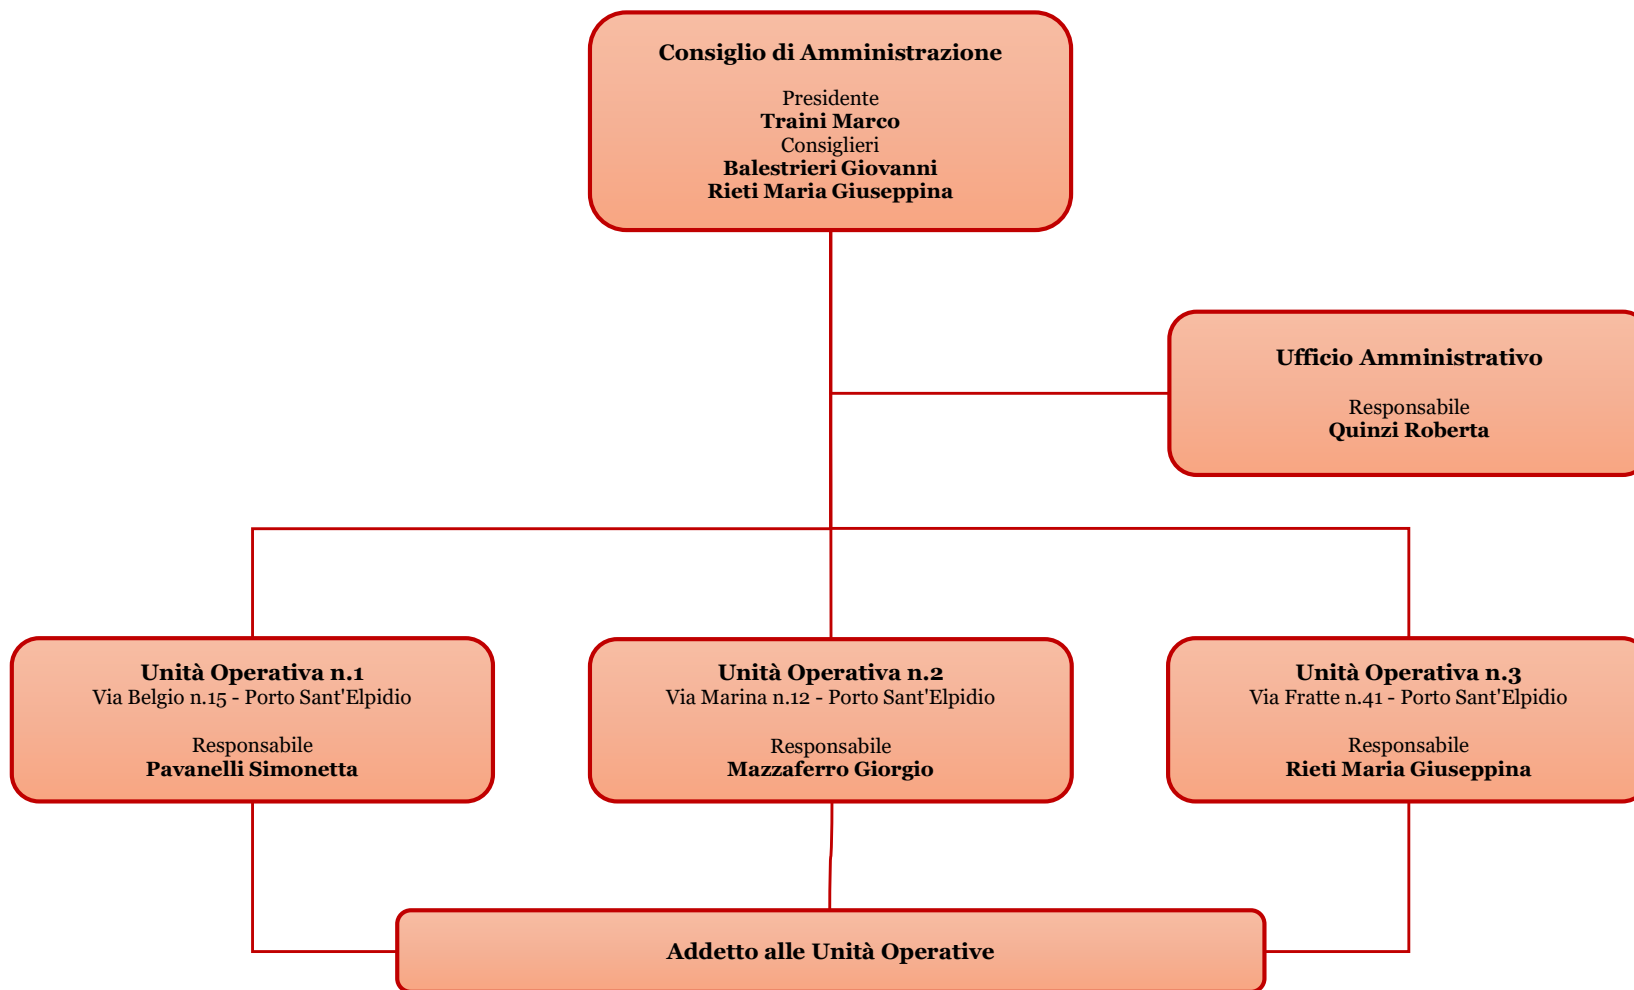 Consiglio di Amministrazione
Presidente
Traini Marco
Consiglieri
Balestrieri Giovanni
Rieti Maria Giuseppina
Ufficio Amministrativo
Responsabile
Quinzi Roberta
Unità Operativa n.1
Via Belgio n.15 - Porto Sant'Elpidio
Responsabile
Pavanelli Simonetta
Unità Operativa n.2
Via Marina n.12 - Porto Sant'Elpidio
Responsabile
Mazzaferro Giorgio
Unità Operativa n.3
Via Fratte n.41 - Porto Sant'Elpidio
Responsabile
Rieti Maria Giuseppina
Addetto alle Unità Operative